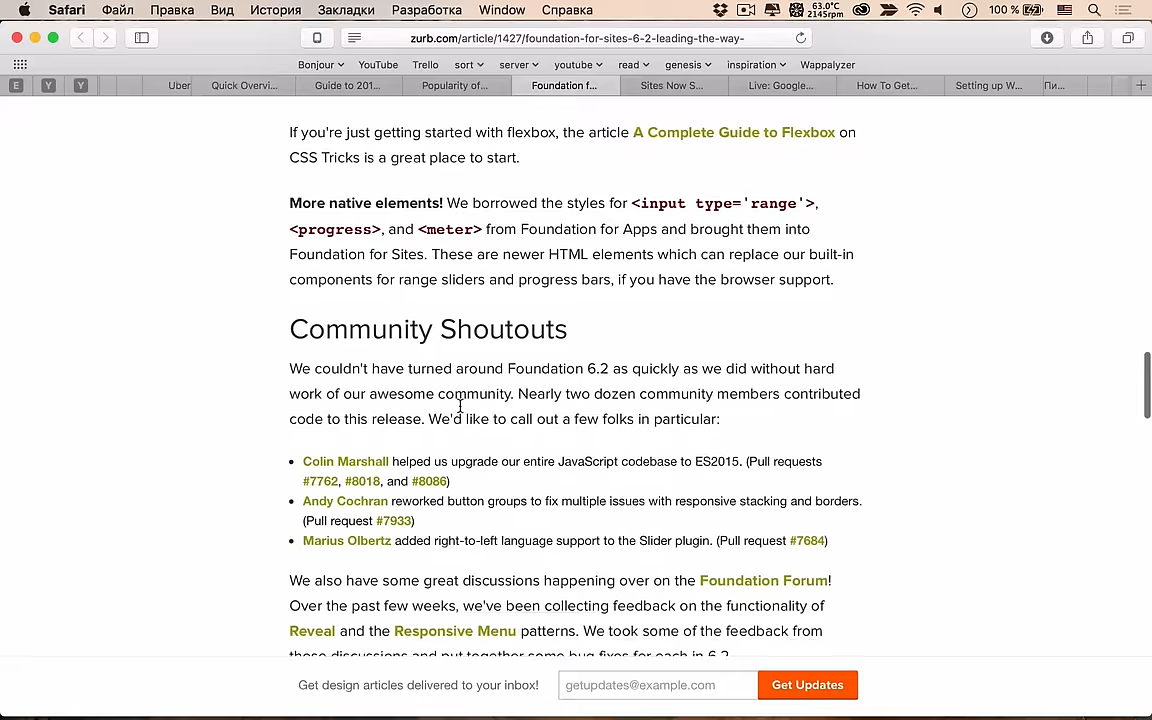 Safari Файл Правка Вид История Закладки Разработка Window Справка 63.0°C 2145rpm 100 %
zurb.com/article/1427/foundation-for-sites-6-2-leading-the-way-
Bonjour YouTube Trello sort server youtube read genesis inspiration Wappalyzer
E Y Y Uber Quick Overvi... Guide to 201... Popularity of... Foundation f... Sites Now S... Live: Google... How To Get... Setting up W... Пи...
If you're just getting started with flexbox, the article A Complete Guide to Flexbox on
CSS Tricks is a great place to start.
More native elements! We borrowed the styles for <input type='range'>,
<progress>, and <meter> from Foundation for Apps and brought them into
Foundation for Sites. These are newer HTML elements which can replace our built-in
components for range sliders and progress bars, if you have the browser support.
Community Shoutouts
We couldn't have turned around Foundation 6.2 as quickly as we did without hard
work of our awesome community. Nearly two dozen community members contributed
code to this release. We'd like to call out a few folks in particular:
• Colin Marshall helped us upgrade our entire JavaScript codebase to ES2015. (Pull requests
#7762, #8018, and #8086)
• Andy Cochran reworked button groups to fix multiple issues with responsive stacking and borders.
(Pull request #7933)
• Marius Olbertz added right-to-left language support to the Slider plugin. (Pull request #7684)
We also have some great discussions happening over on the Foundation Forum!
Over the past few weeks, we've been collecting feedback on the functionality of
Reveal and the Responsive Menu patterns. We took some of the feedback from
those discussions and put together some bug fixes for each in 6.2.
Get design articles delivered to your inbox! getupdates@example.com Get Updates